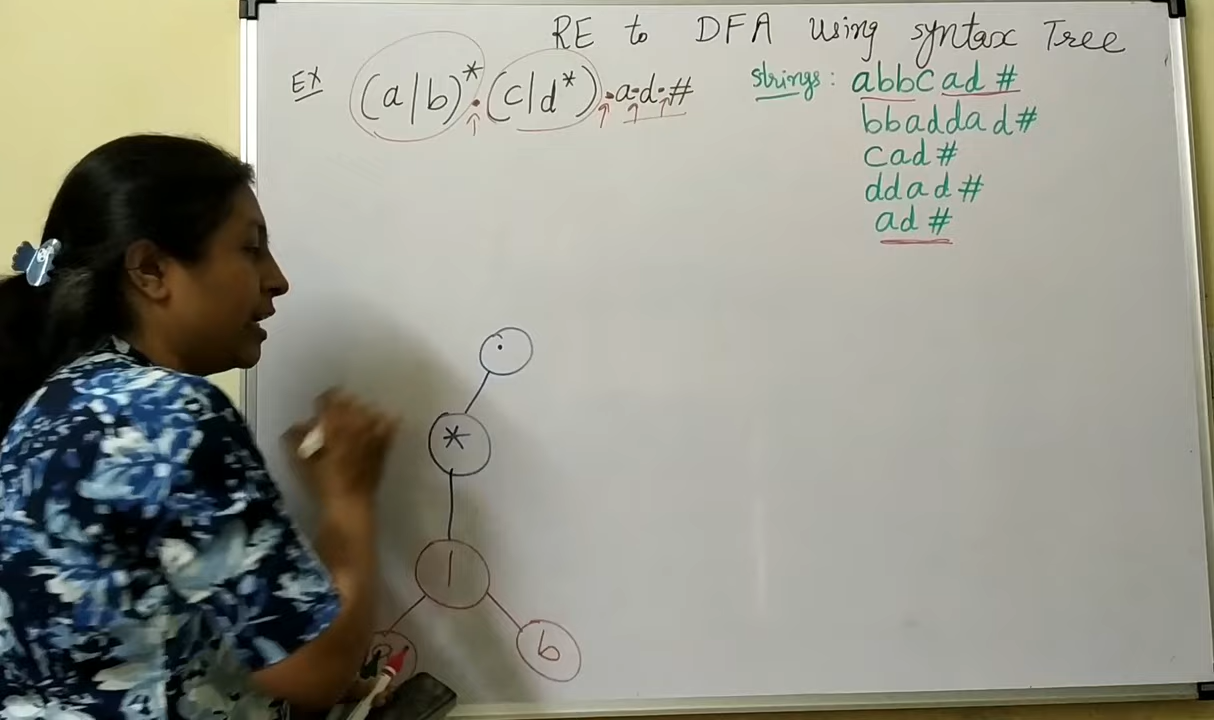 RE to DFA using syntax Tree
Ex (a|b)*.(c|d*).a.d.#
strings: abbcad#
bbaddad#
cad#
ddad#
ad#
.
*
|
b